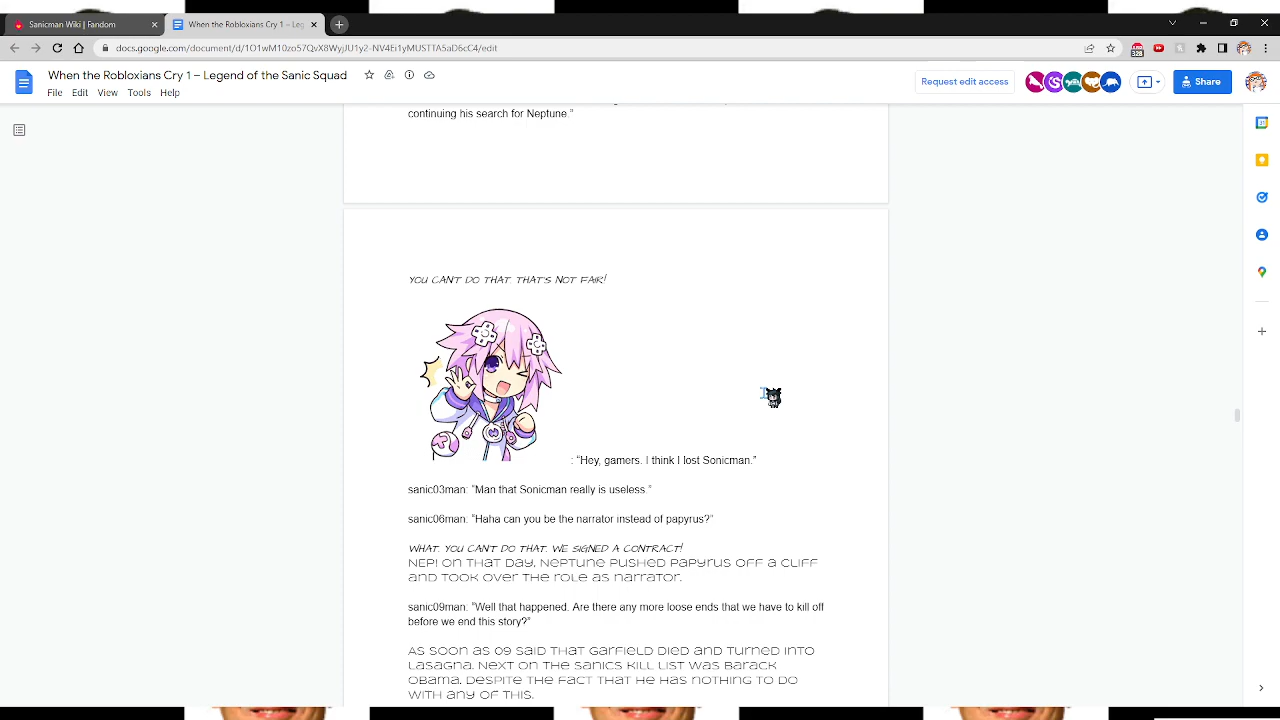 Sanicman Wiki | Fandom
When the Robloxians Cry 1 – Leg
docs.google.com/document/d/1O1wM10zo57QvX8WyjJU1y2-NV4Ei1yMUSTTA5aD6cC4/edit
When the Robloxians Cry 1 – Legend of the Sanic Squad
Request edit access
Share
File Edit View Tools Help
continuing his search for Neptune.”
YOU CAN'T DO THAT. THAT'S NOT FAIR!
: “Hey, gamers. I think I lost Sonicman.”
sanic03man: “Man that Sonicman really is useless.”
sanic06man: “Haha can you be the narrator instead of papyrus?”
WHAT. YOU CAN'T DO THAT. WE SIGNED A CONTRACT!
NEP! On that day, Neptune pushed Papyrus off a cliff
and took over the role as narrator.
sanic09man: “Well that happened. Are there any more loose ends that we have to kill off
before we end this story?”
As soon as 09 said that Garfield died and turned into
lasagna. Next on the Sanics kill list was Barack
Obama, despite the fact that he has nothing to do
with any of this.